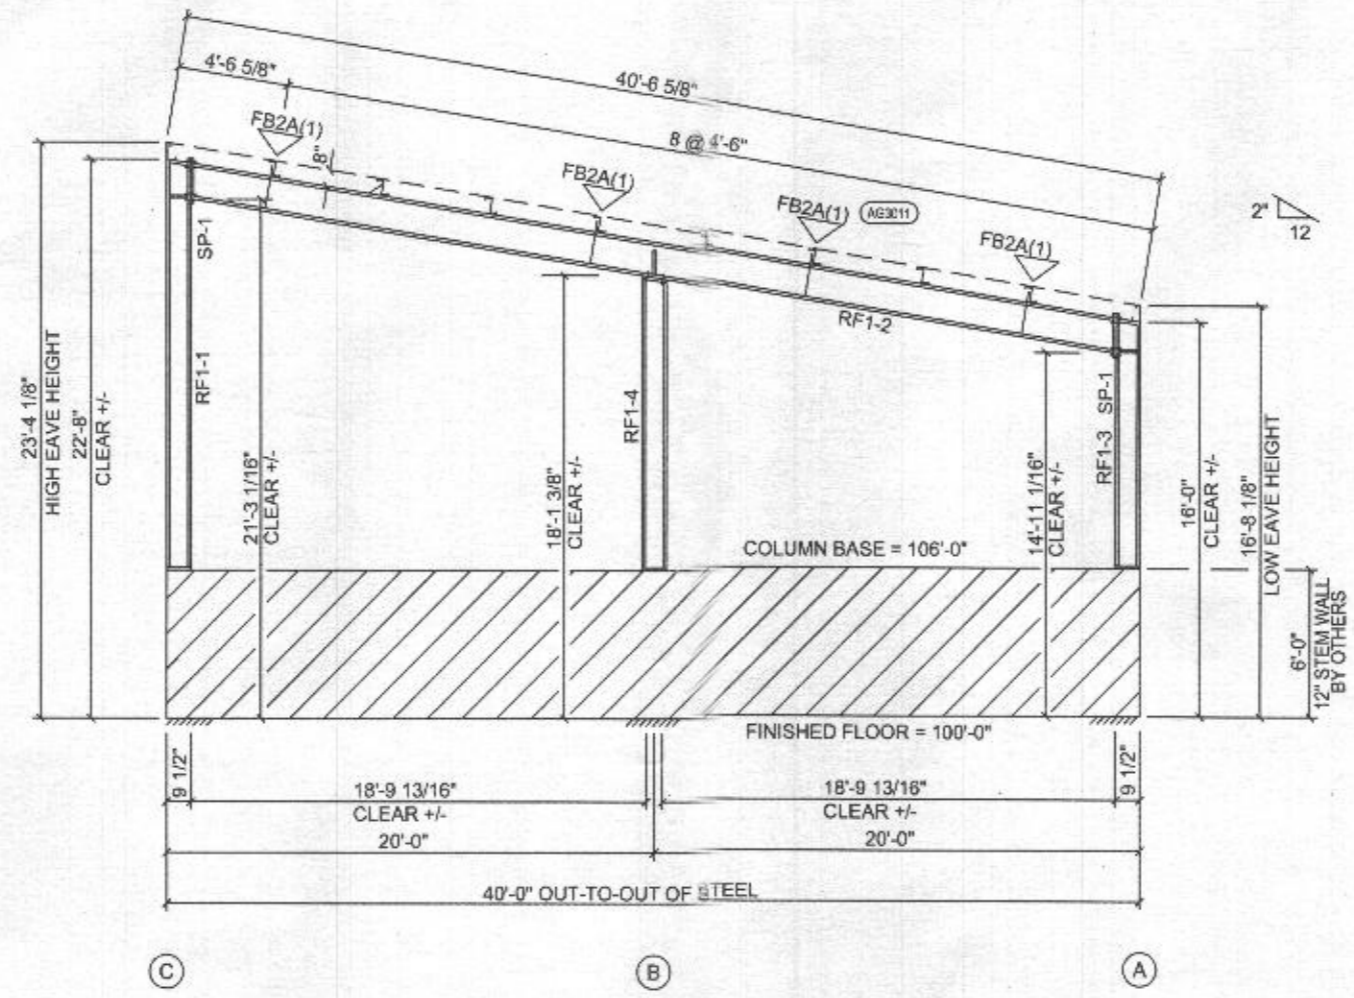 40'-6 5/8"
4'-6 5/8"
8 @ 4'-6"
FB2A(1)
8"
FB2A(1)
FB2A(1)
AG3011
FB2A(1)
2"
12
SP-1
RF1-1
RF1-2
RF1-4
SP-1
RF1-3
23'-4 1/8"
HIGH EAVE HEIGHT
22'-8"
CLEAR +/-
21'-3 1/16"
CLEAR +/-
18'-1 3/8"
CLEAR +/-
14'-11 1/16"
CLEAR +/-
16'-0"
CLEAR +/-
16'-8 1/8"
LOW EAVE HEIGHT
COLUMN BASE = 106'-0"
6'-0"
12" STEM WALL
BY OTHERS
FINISHED FLOOR = 100'-0"
9 1/2"
18'-9 13/16"
CLEAR +/-
18'-9 13/16"
CLEAR +/-
9 1/2"
20'-0"
20'-0"
40'-0" OUT-TO-OUT OF STEEL
C
B
A